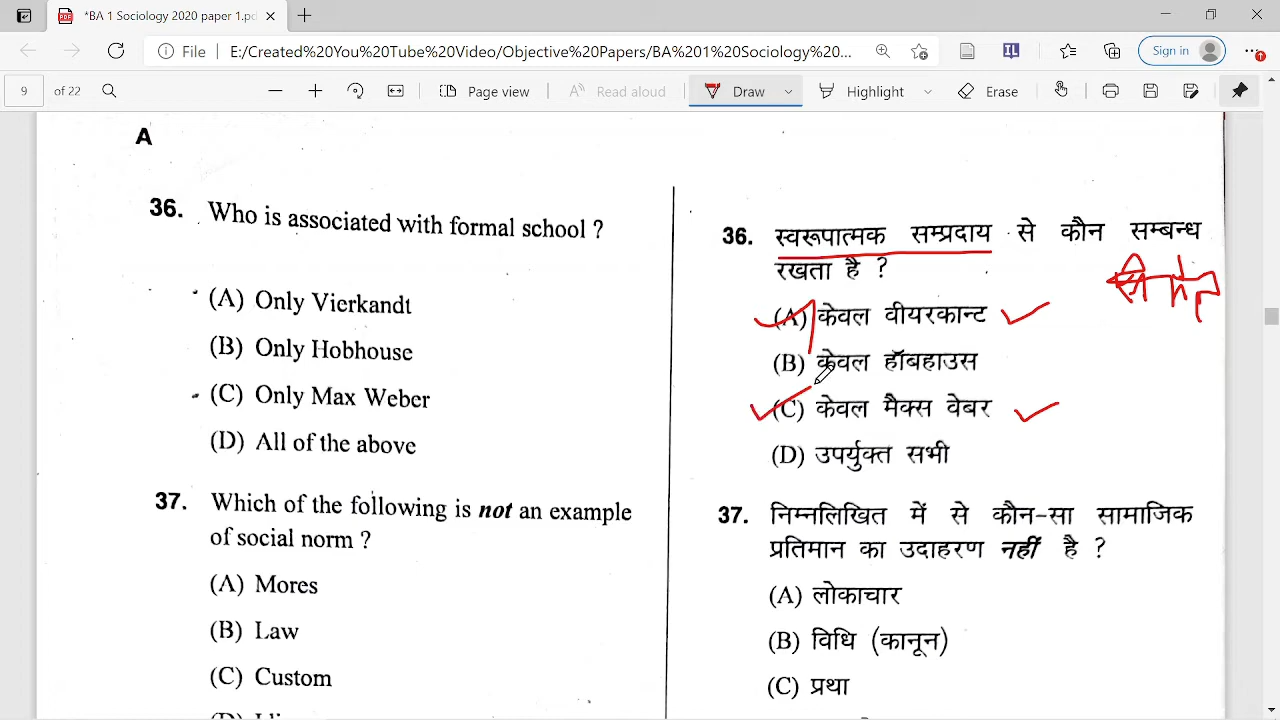 *BA 1 Sociology 2020 paper 1.pd
File E:/Created%20You%20Tube%20Video/Objective%20Papers/BA%201%20Sociology%20...
Sign in
9 of 22
Page view
Read aloud
Draw
Highlight
Erase
A
36. Who is associated with formal school ?
(A) Only Vierkandt
(B) Only Hobhouse
(C) Only Max Weber
(D) All of the above
37. Which of the following is not an example
of social norm ?
(A) Mores
(B) Law
(C) Custom
36. स्वरूपात्मक सम्प्रदाय से कौन सम्बन्ध
रखता है ?
(A) केवल वीयरकान्ट
(B) केवल हॉबहाउस
(C) केवल मैक्स वेबर
(D) उपर्युक्त सभी
37. निम्नलिखित में से कौन-सा सामाजिक
प्रतिमान का उदाहरण नहीं है ?
(A) लोकाचार
(B) विधि (कानून)
(C) प्रथा